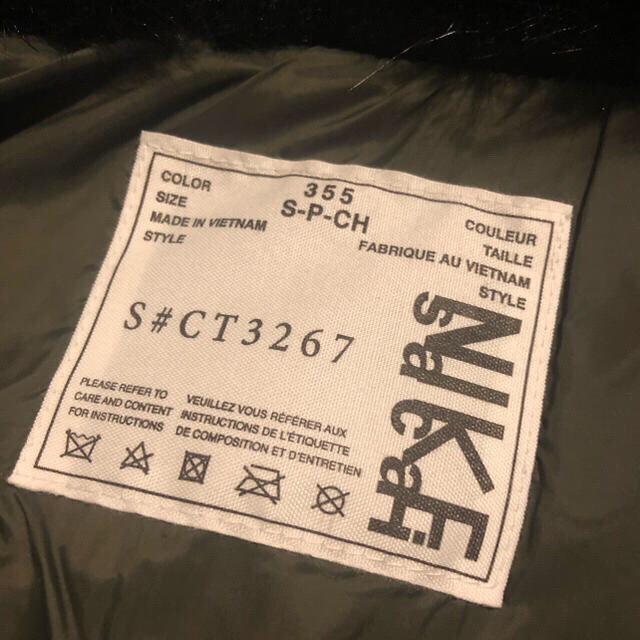 COLOR 355 COULEUR
SIZE S-P-CH TAILLE
MADE IN VIETNAM FABRIQUE AU VIETNAM
STYLE STYLE
S#CT3267
PLEASE REFER TO
CARE AND CONTENT
FOR INSTRUCTIONS
VEUILLEZ VOUS RÉFÉRER AUX
INSTRUCTIONS DE L'ÉTIQUETTE
DE COMPOSITION ET D'ENTRETIEN
NIKE
sacai